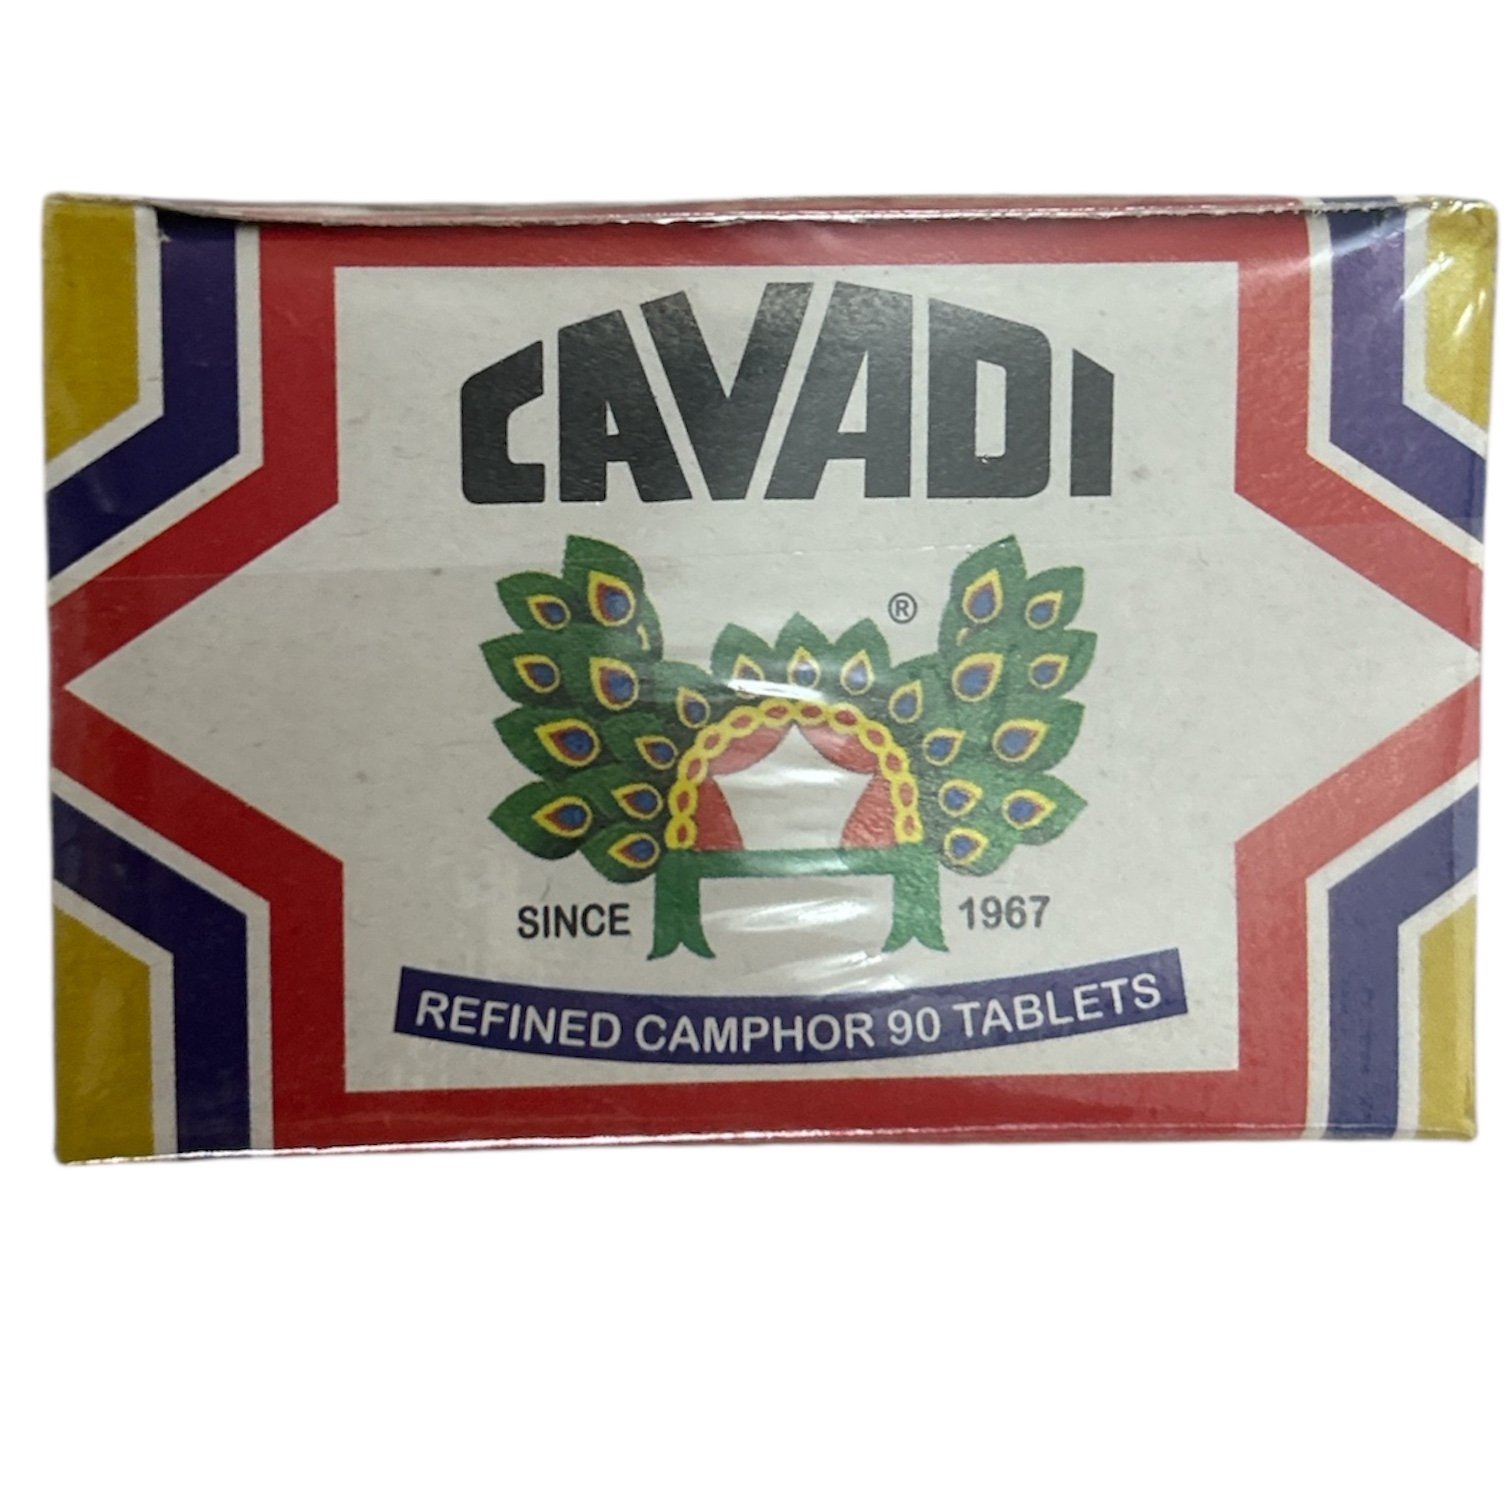 CAVADI
®
SINCE 1967
REFINED CAMPHOR 90 TABLETS